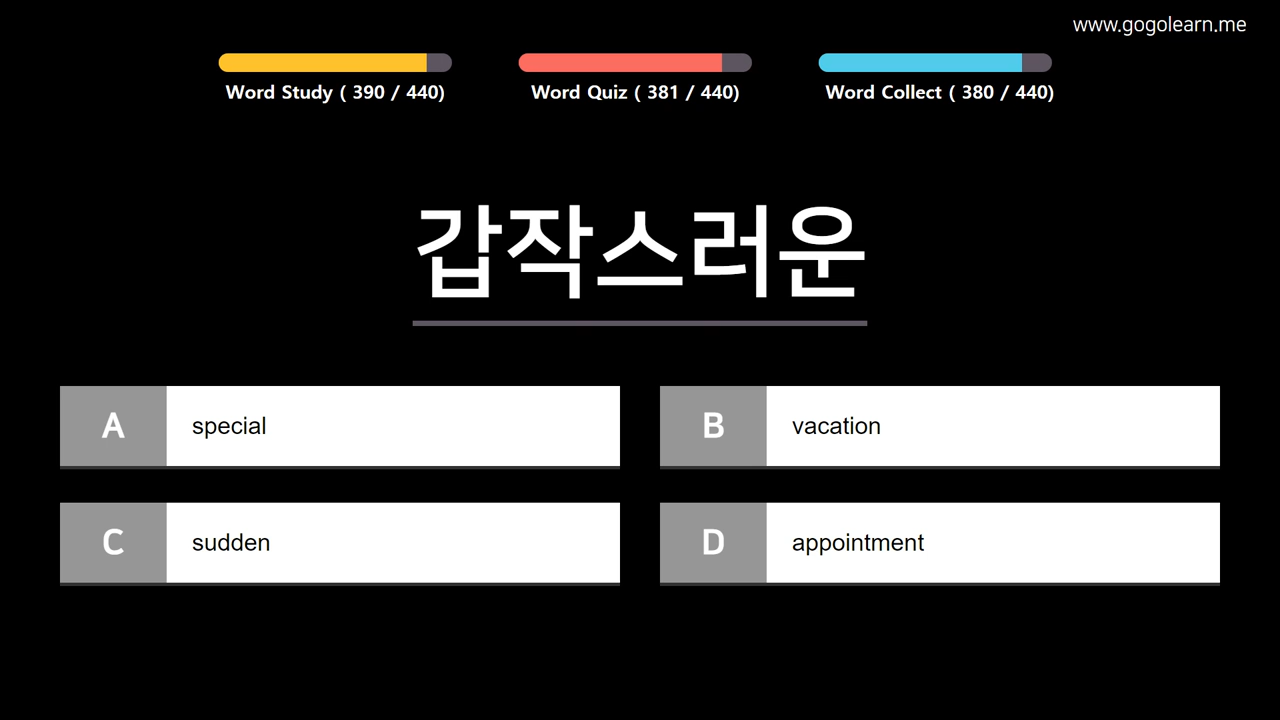 www.gogolearn.me
Word Study ( 390 / 440)
Word Quiz ( 381 / 440)
Word Collect ( 380 / 440)
갑작스러운
A special
B vacation
C sudden
D appointment